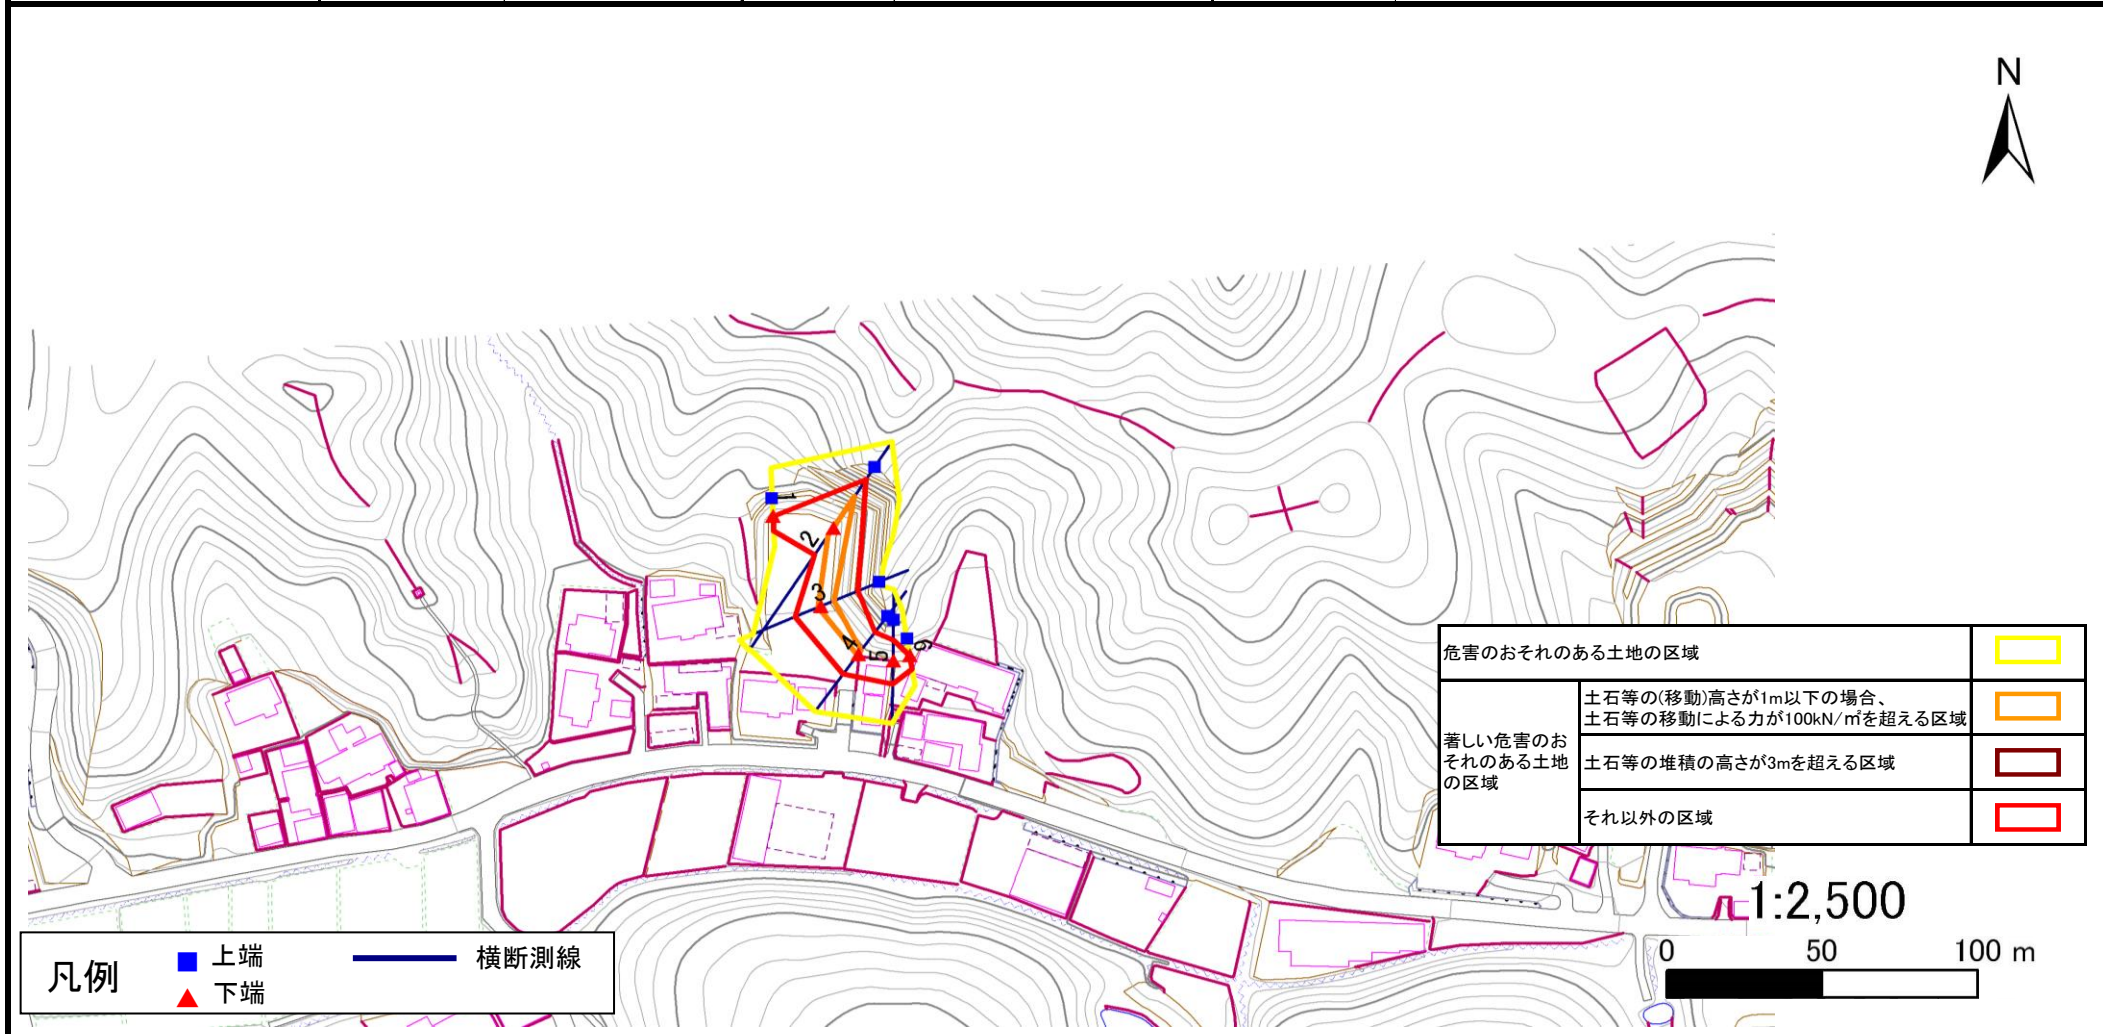 N
1
2
3
4
5
6
危害のおそれのある土地の区域
著しい危害のお
それのある土地
の区域
土石等の(移動)高さが1m以下の場合、
土石等の移動による力が100kN/㎡を超える区域
土石等の堆積の高さが3mを超える区域
それ以外の区域
1:2,500
0 50 100 m
凡例
上端
下端
横断測線